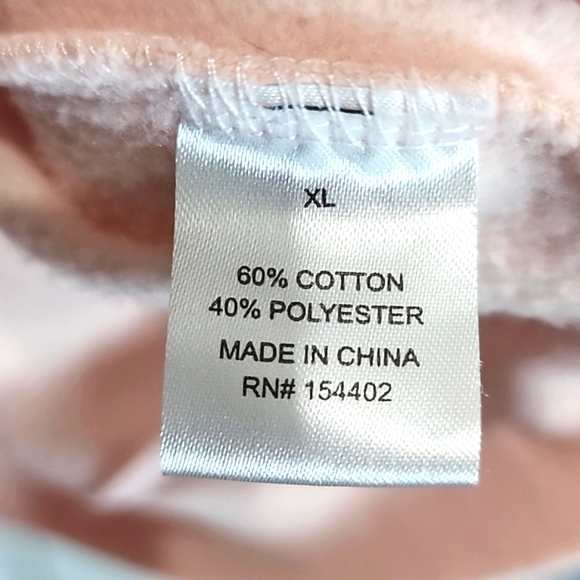 XL
60% COTTON
40% POLYESTER
MADE IN CHINA
RN# 154402